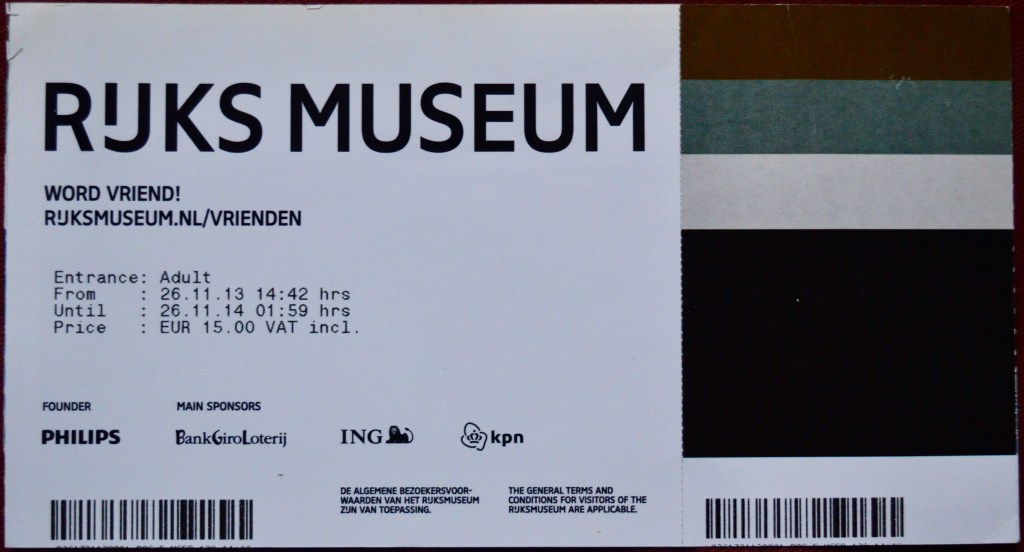 RIJKS MUSEUM
WORD VRIEND!
RIJKSMUSEUM.NL/VRIENDEN
Entrance: Adult
From : 26.11.13 14:42 hrs
Until : 26.11.14 01:59 hrs
Price : EUR 15.00 VAT incl.
FOUNDER
MAIN SPONSORS
PHILIPS
BankGiroLoterij
ING
kpn
DE ALGEMENE BEZOEKERSVOOR-
WAARDEN VAN HET RIJKSMUSEUM
ZIJN VAN TOEPASSING.
THE GENERAL TERMS AND
CONDITIONS FOR VISITORS OF THE
RIJKSMUSEUM ARE APPLICABLE.